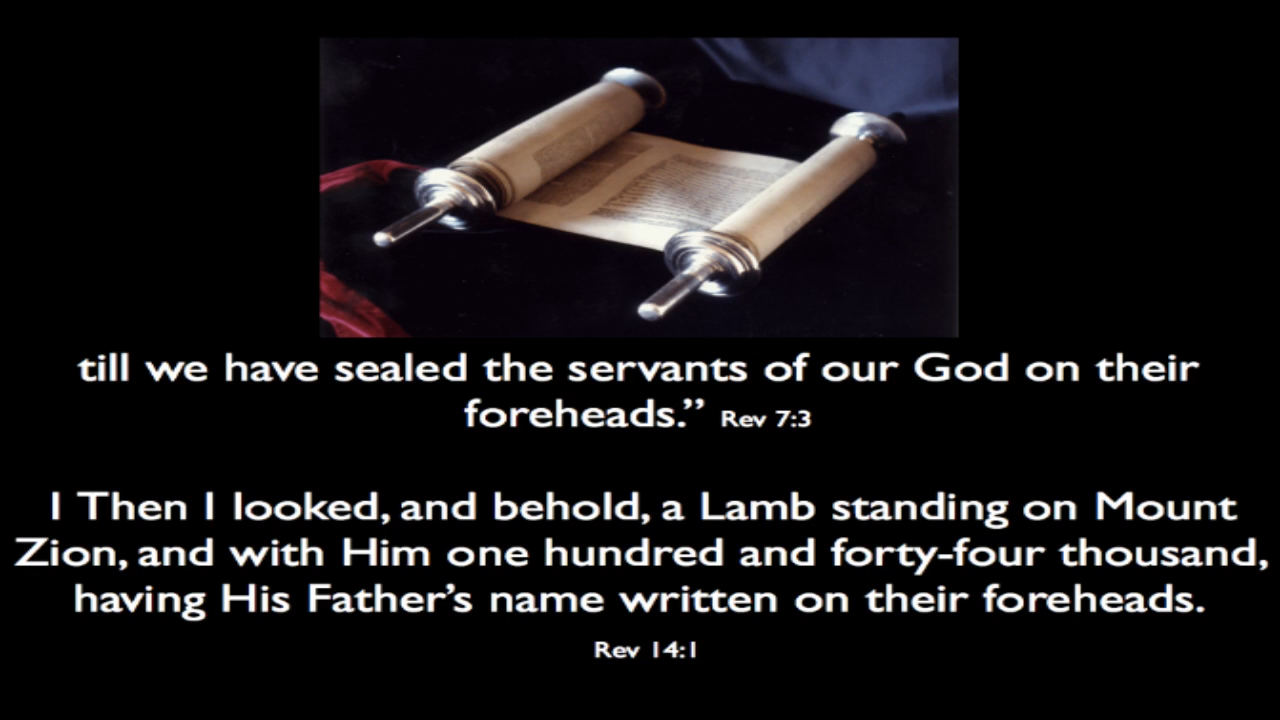 till we have sealed the servants of our God on their
foreheads.” Rev 7:3
1 Then I looked, and behold, a Lamb standing on Mount
Zion, and with Him one hundred and forty-four thousand,
having His Father’s name written on their foreheads.
Rev 14:1